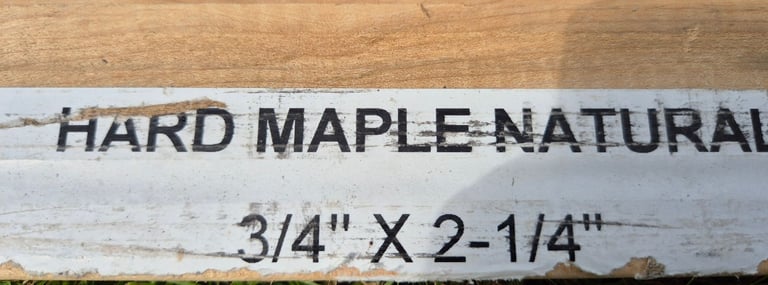 HARD MAPLE NATURAL
3/4" X 2-1/4"